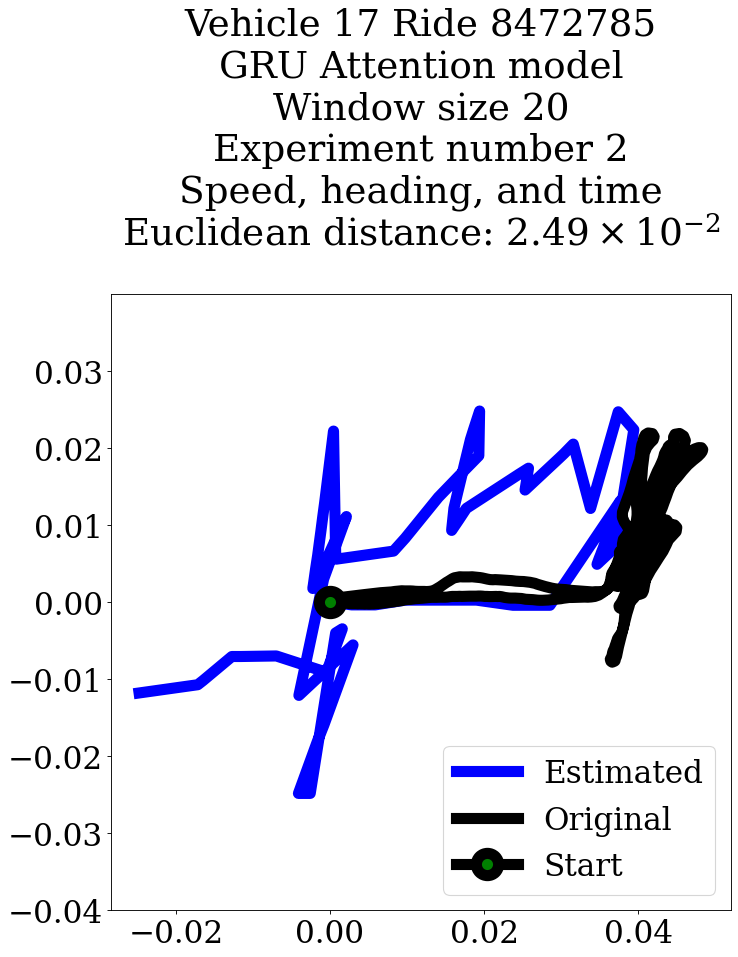 Vehicle 17 Ride 8472785
GRU Attention model
Window size 20
Experiment number 2
Speed, heading, and time
Euclidean distance: 2.49 × 10⁻²
0.03
0.02
0.01
0.00
−0.01
−0.02
−0.03
−0.04
Estimated
Original
Start
−0.02 0.00 0.02 0.04